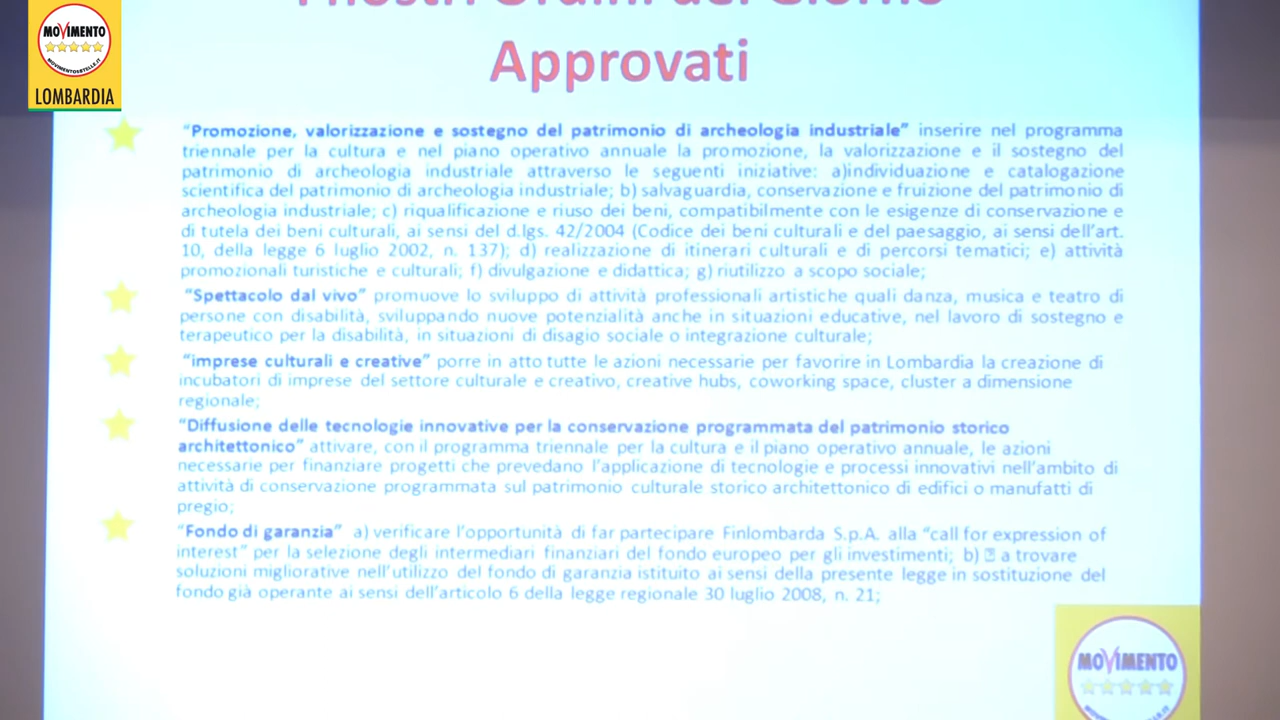 MOVIMENTO
MOVIMENTO5STELLE.IT
LOMBARDIA
I nostri Ordini del Giorno
Approvati
“Promozione, valorizzazione e sostegno del patrimonio di archeologia industriale” inserire nel programma
triennale per la cultura e nel piano operativo annuale la promozione, la valorizzazione e il sostegno del
patrimonio di archeologia industriale attraverso le seguenti iniziative: a)individuazione e catalogazione
scientifica del patrimonio di archeologia industriale; b) salvaguardia, conservazione e fruizione del patrimonio di
archeologia industriale; c) riqualificazione e riuso dei beni, compatibilmente con le esigenze di conservazione e
di tutela dei beni culturali, ai sensi del d.lgs. 42/2004 (Codice dei beni culturali e del paesaggio, ai sensi dell’art.
10, della legge 6 luglio 2002, n. 137); d) realizzazione di itinerari culturali e di percorsi tematici; e) attività
promozionali turistiche e culturali; f) divulgazione e didattica; g) riutilizzo a scopo sociale;
“Spettacolo dal vivo” promuove lo sviluppo di attività professionali artistiche quali danza, musica e teatro di
persone con disabilità, sviluppando nuove potenzialità anche in situazioni educative, nel lavoro di sostegno e
terapeutico per la disabilità, in situazioni di disagio sociale o integrazione culturale;
“imprese culturali e creative” porre in atto tutte le azioni necessarie per favorire in Lombardia la creazione di
incubatori di imprese del settore culturale e creativo, creative hubs, coworking space, cluster a dimensione
regionale;
“Diffusione delle tecnologie innovative per la conservazione programmata del patrimonio storico
architettonico” attivare, con il programma triennale per la cultura e il piano operativo annuale, le azioni
necessarie per finanziare progetti che prevedano l’applicazione di tecnologie e processi innovativi nell’ambito di
attività di conservazione programmata sul patrimonio culturale storico architettonico di edifici o manufatti di
pregio;
“Fondo di garanzia” a) verificare l’opportunità di far partecipare Finlombarda S.p.A. alla “call for expression of
interest” per la selezione degli intermediari finanziari del fondo europeo per gli investimenti; b) a trovare
soluzioni migliorative nell’utilizzo del fondo di garanzia istituito ai sensi della presente legge in sostituzione del
fondo già operante ai sensi dell’articolo 6 della legge regionale 30 luglio 2008, n. 21;
MOVIMENTO